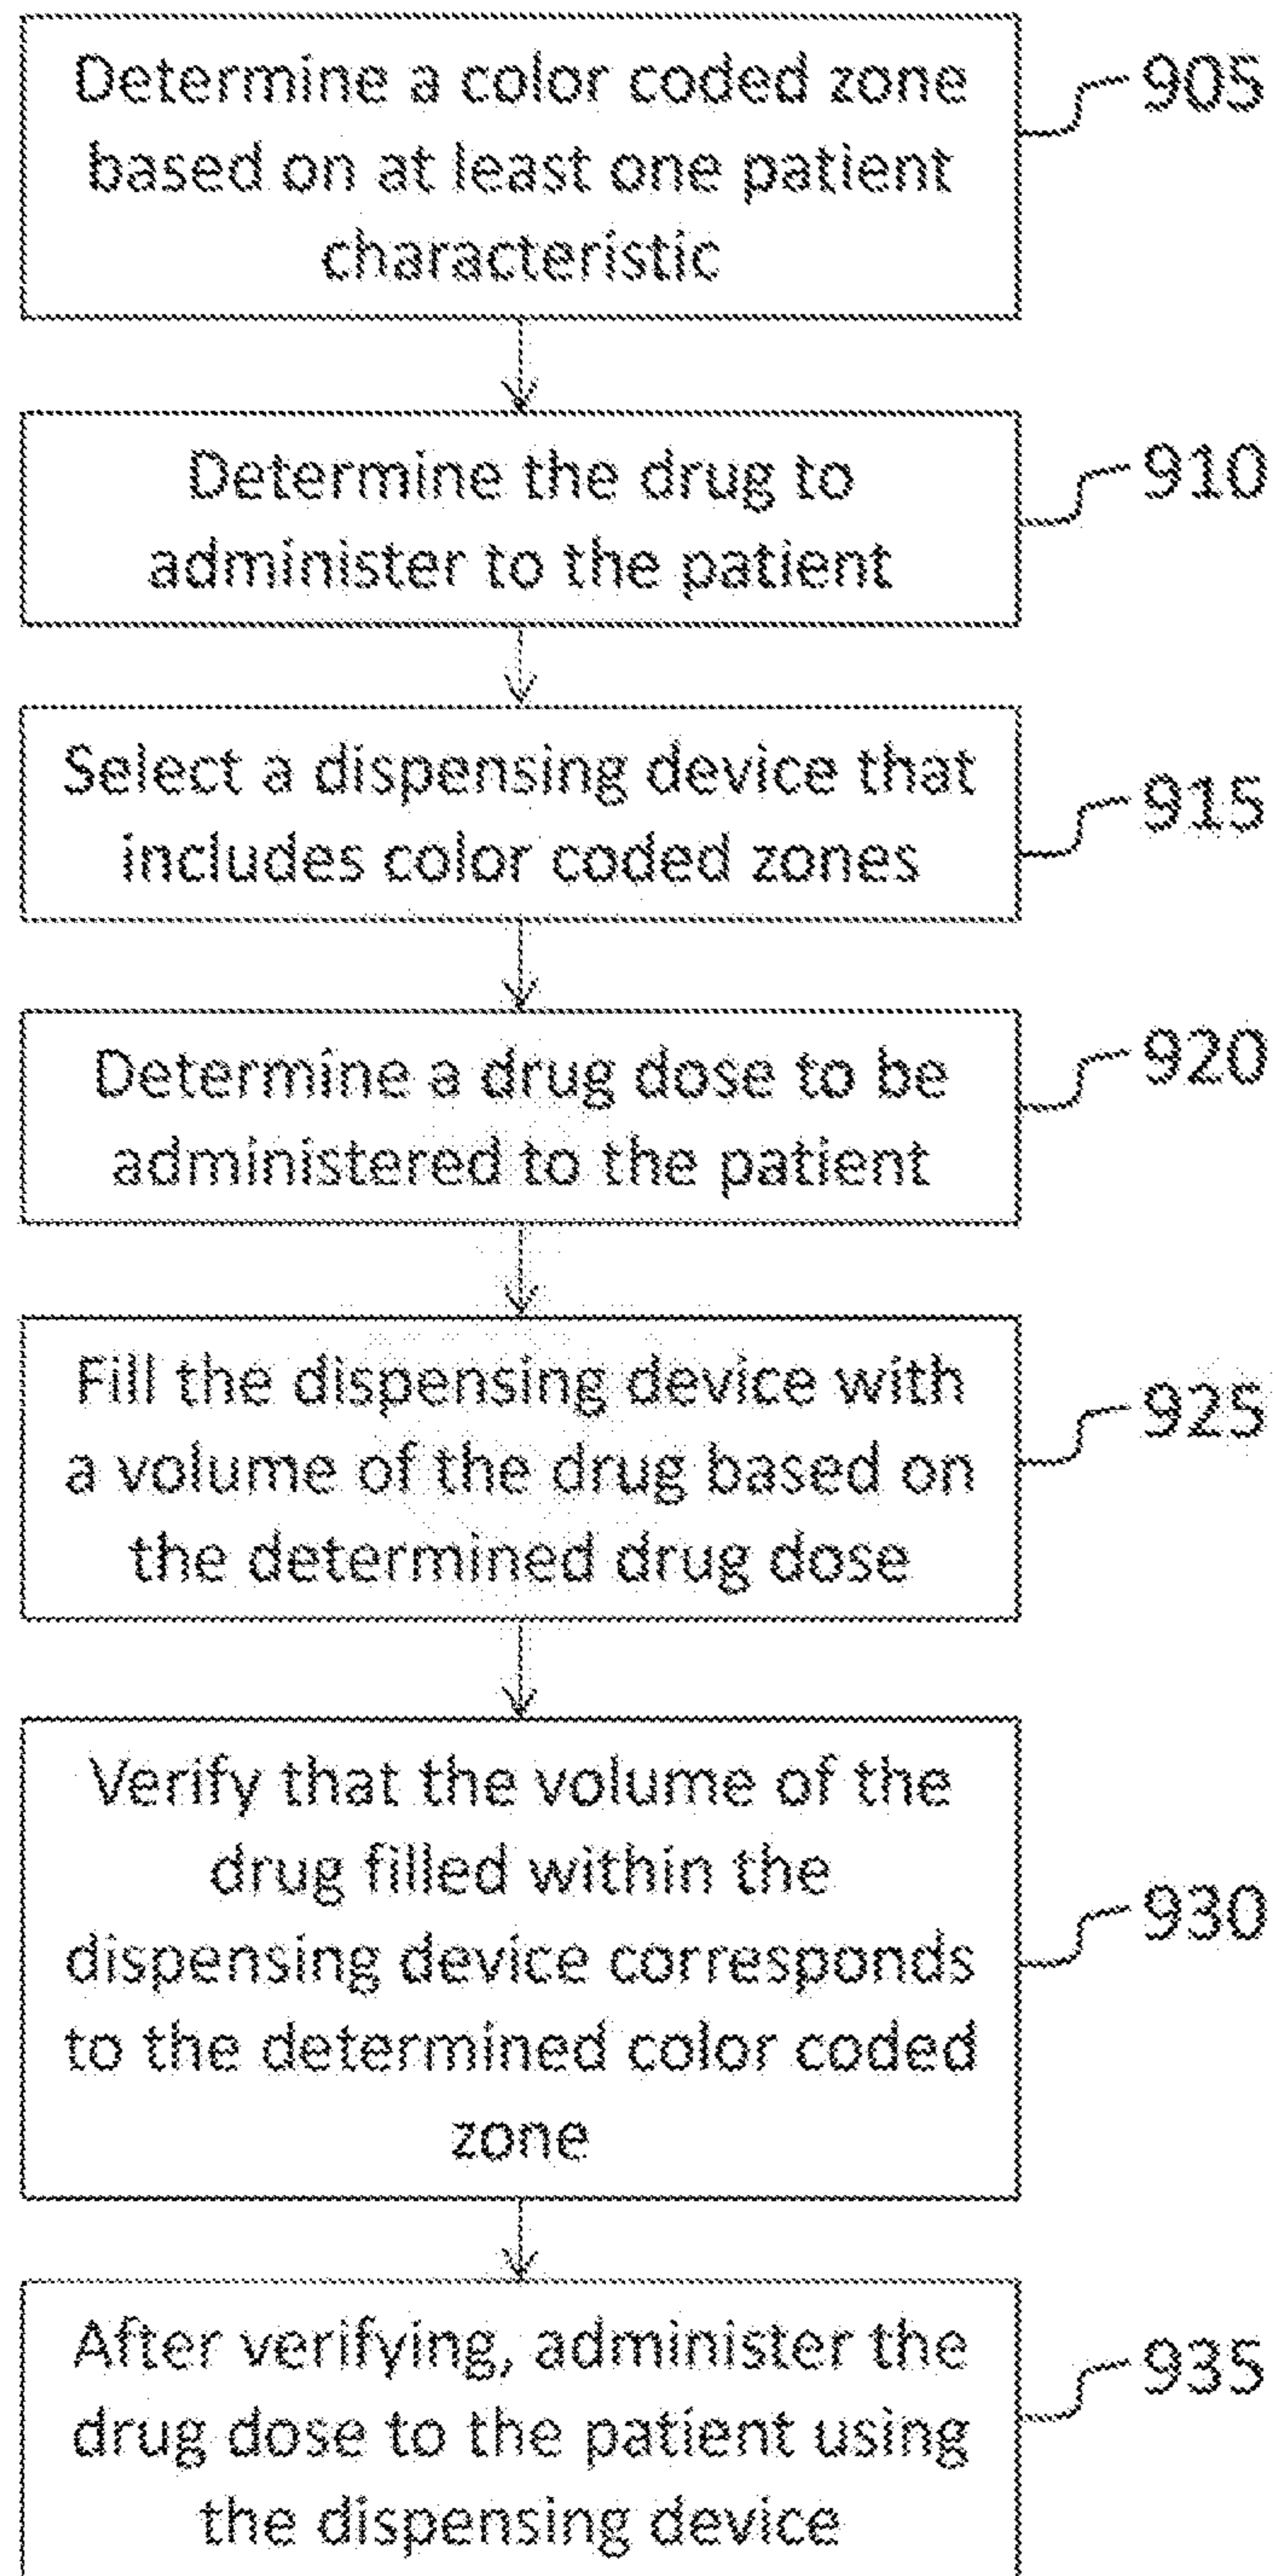 Determine a color coded zone
based on at least one patient
characteristic
905
Determine the drug to
administer to the patient
910
Select a dispensing device that
includes color coded zones
915
Determine a drug dose to be
administered to the patient
920
Fill the dispensing device with
a volume of the drug based on
the determined drug dose
925
Verify that the volume of the
drug filled within the
dispensing device corresponds
to the determined color coded
zone
930
After verifying, administer the
drug dose to the patient using
the dispensing device
935